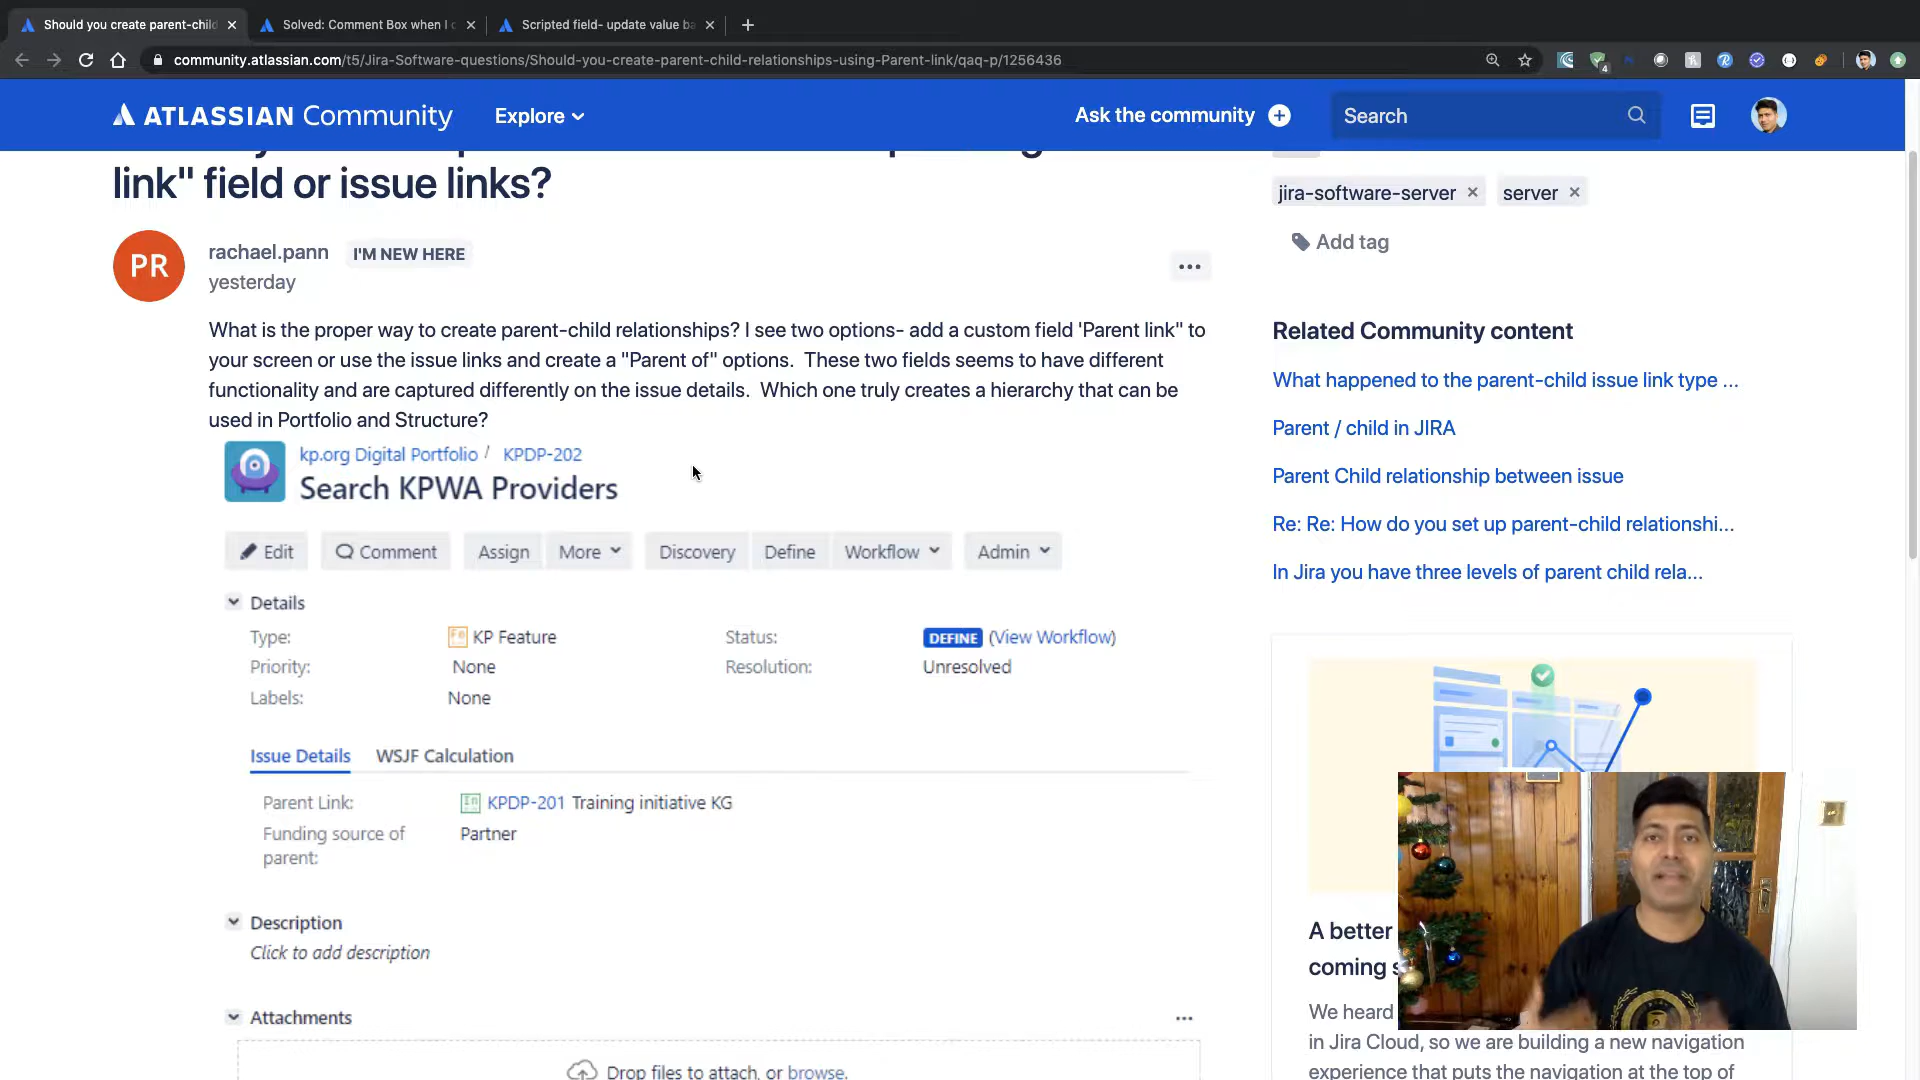 Should you create parent-child
Solved: Comment Box when I c
Scripted field- update value ba
community.atlassian.com/t5/Jira-Software-questions/Should-you-create-parent-child-relationships-using-Parent-link/qaq-p/1256436
4
ATLASSIAN Community
Explore
Ask the community
Search
link" field or issue links?
PR
rachael.pann
I'M NEW HERE
yesterday
What is the proper way to create parent-child relationships? I see two options- add a custom field 'Parent link" to
your screen or use the issue links and create a "Parent of" options. These two fields seems to have different
functionality and are captured differently on the issue details. Which one truly creates a hierarchy that can be
used in Portfolio and Structure?
kp.org Digital Portfolio / KPDP-202
Search KPWA Providers
Edit
Comment
Assign
More
Discovery
Define
Workflow
Admin
Details
Type: KP Feature
Status: DEFINE (View Workflow)
Priority: None
Resolution: Unresolved
Labels: None
Issue Details
WSJF Calculation
Parent Link: KPDP-201 Training initiative KG
Funding source of Partner
parent:
Description
Click to add description
Attachments
Drop files to attach, or browse.
jira-software-server
server
Add tag
Related Community content
What happened to the parent-child issue link type ...
Parent / child in JIRA
Parent Child relationship between issue
Re: Re: How do you set up parent-child relationshi...
In Jira you have three levels of parent child rela...
A better
coming
We heard
in Jira Cloud, so we are building a new navigation
experience that puts the navigation at the top of